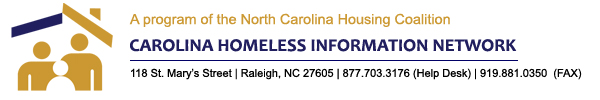 A program of the North Carolina Housing Coalition
CAROLINA HOMELESS INFORMATION NETWORK
118 St. Mary's Street | Raleigh, NC 27605 | 877.703.3176 (Help Desk) | 919.881.0350 (FAX)